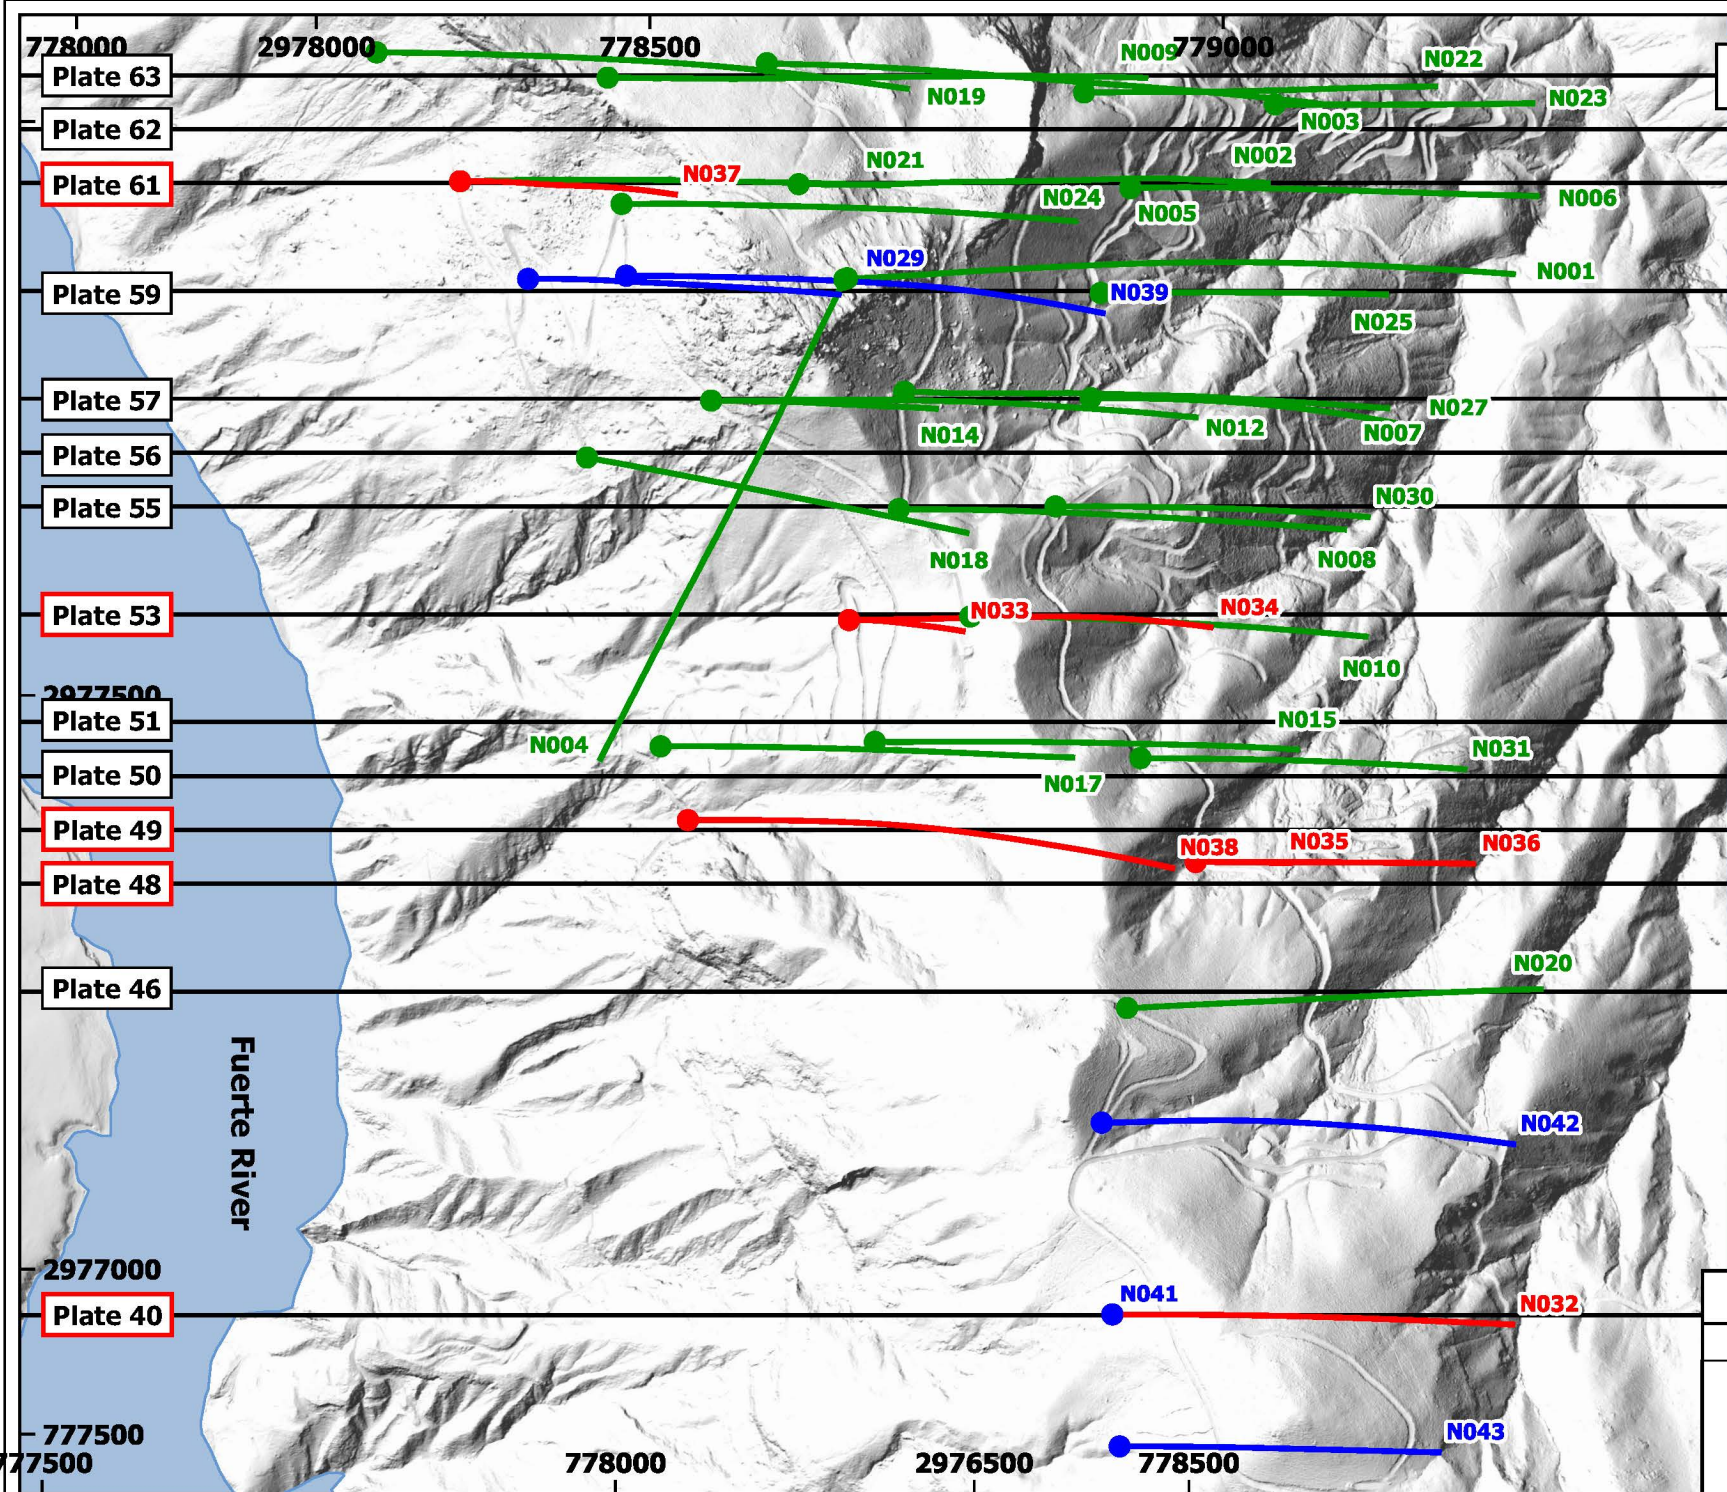 778000
2978000
778500
779000
N009
N022
Plate 63
N019
N023
N003
Plate 62
N002
N021
N037
Plate 61
N024
N005
N006
N029
N001
Plate 59
N039
N025
Plate 57
N014
N012
N027
N007
Plate 56
Plate 55
N030
N018
N008
Plate 53
N033
N034
N010
2977500
Plate 51
N004
N015
N031
Plate 50
N017
Plate 49
N038
N035
N036
Plate 48
N020
Plate 46
Fuerte River
N042
2977000
N041
N032
Plate 40
777500
N043
777500
778000
2976500
778500